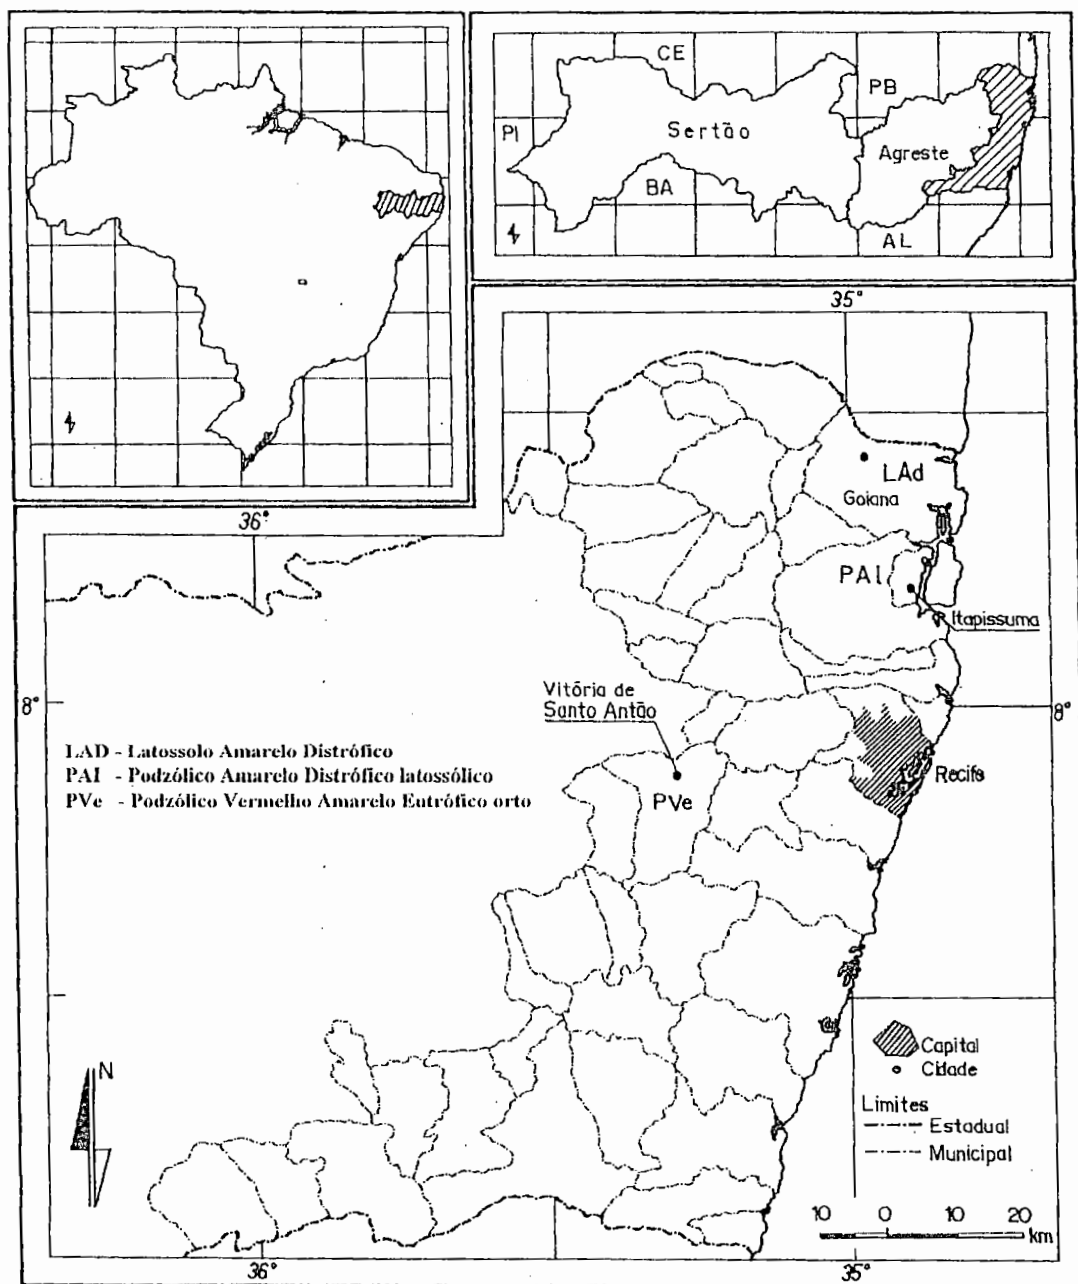 CE
PB
PI
Sertão
Agreste
BA
AL
35°
36°
LAd
Goiana
PAl
Itapissuma
8°
8°
Vitória de
Santo Antão
LAD - Latossolo Amarelo Distrófico
PAI - Podzólico Amarelo Distrófico latossólico
PVe - Podzólico Vermelho Amarelo Eutrófico orto
PVe
Recife
Capital
Cidade
Limites
Estadual
Municipal
N
10 0 10 20
km
36°
35°